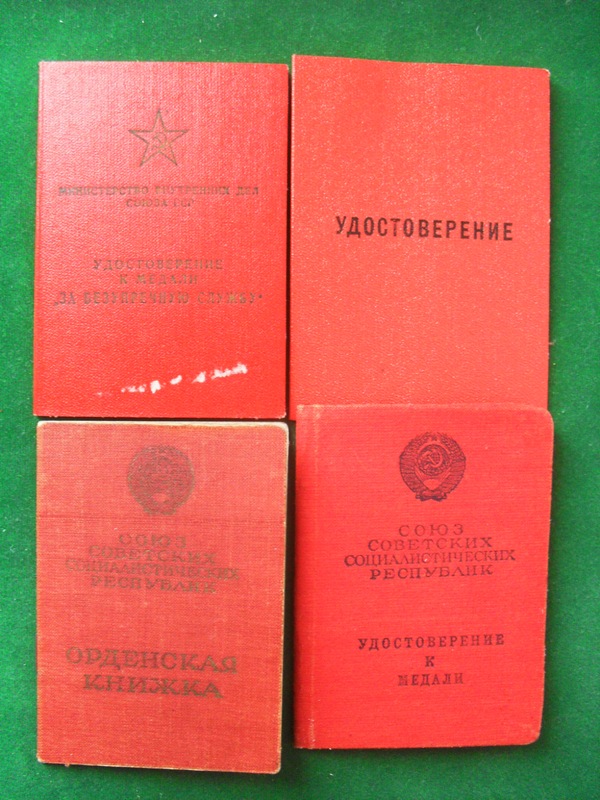 МИНИСТЕРСТВО ВНУТРЕННИХ ДЕЛ
СОЮЗА ССР
УДОСТОВЕРЕНИЕ
К МЕДАЛИ
„ЗА БЕЗУПРЕЧНУЮ СЛУЖБУ"
УДОСТОВЕРЕНИЕ
СОЮЗ
СОВЕТСКИХ
СОЦИАЛИСТИЧЕСКИХ
РЕСПУБЛИК
ОРДЕНСКАЯ
КНИЖКА
СОЮЗ
СОВЕТСКИХ
СОЦИАЛИСТИЧЕСКИХ
РЕСПУБЛИК
УДОСТОВЕРЕНИЕ
К
МЕДАЛИ